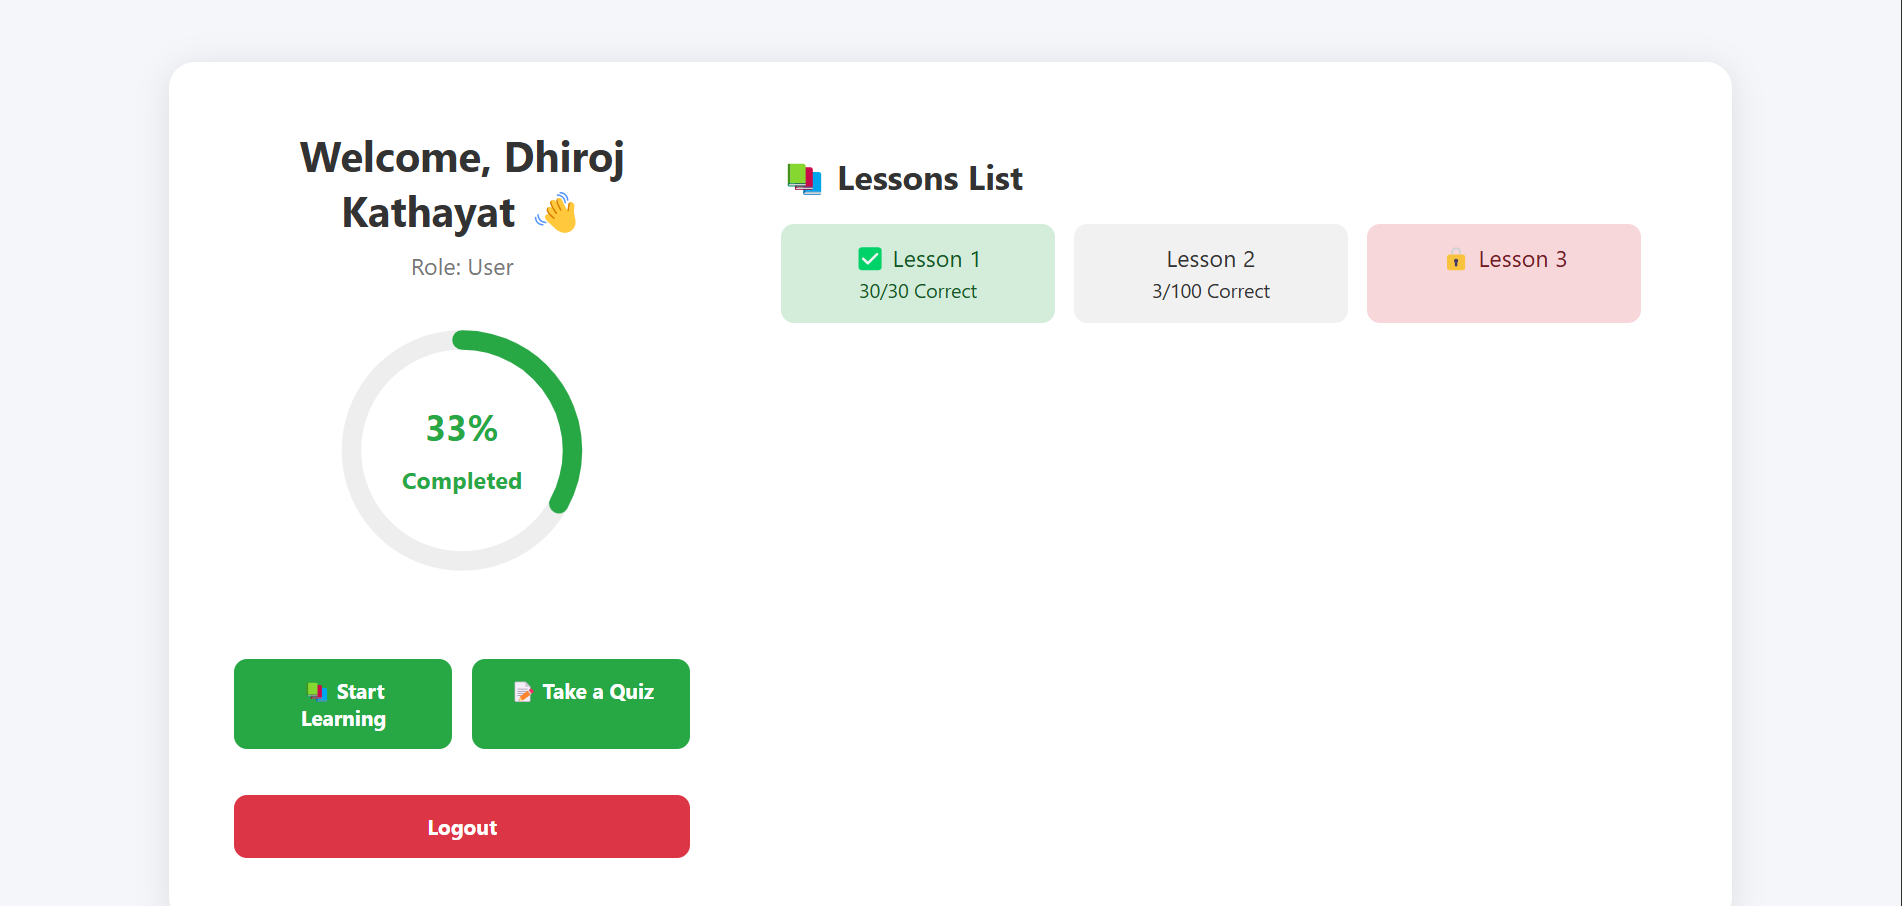 Welcome, Dhiroj
Kathayat 👋
Role: User
33%
Completed
📚 Start
Learning
📝 Take a Quiz
Logout
📚 Lessons List
✅ Lesson 1
30/30 Correct
Lesson 2
3/100 Correct
🔒 Lesson 3